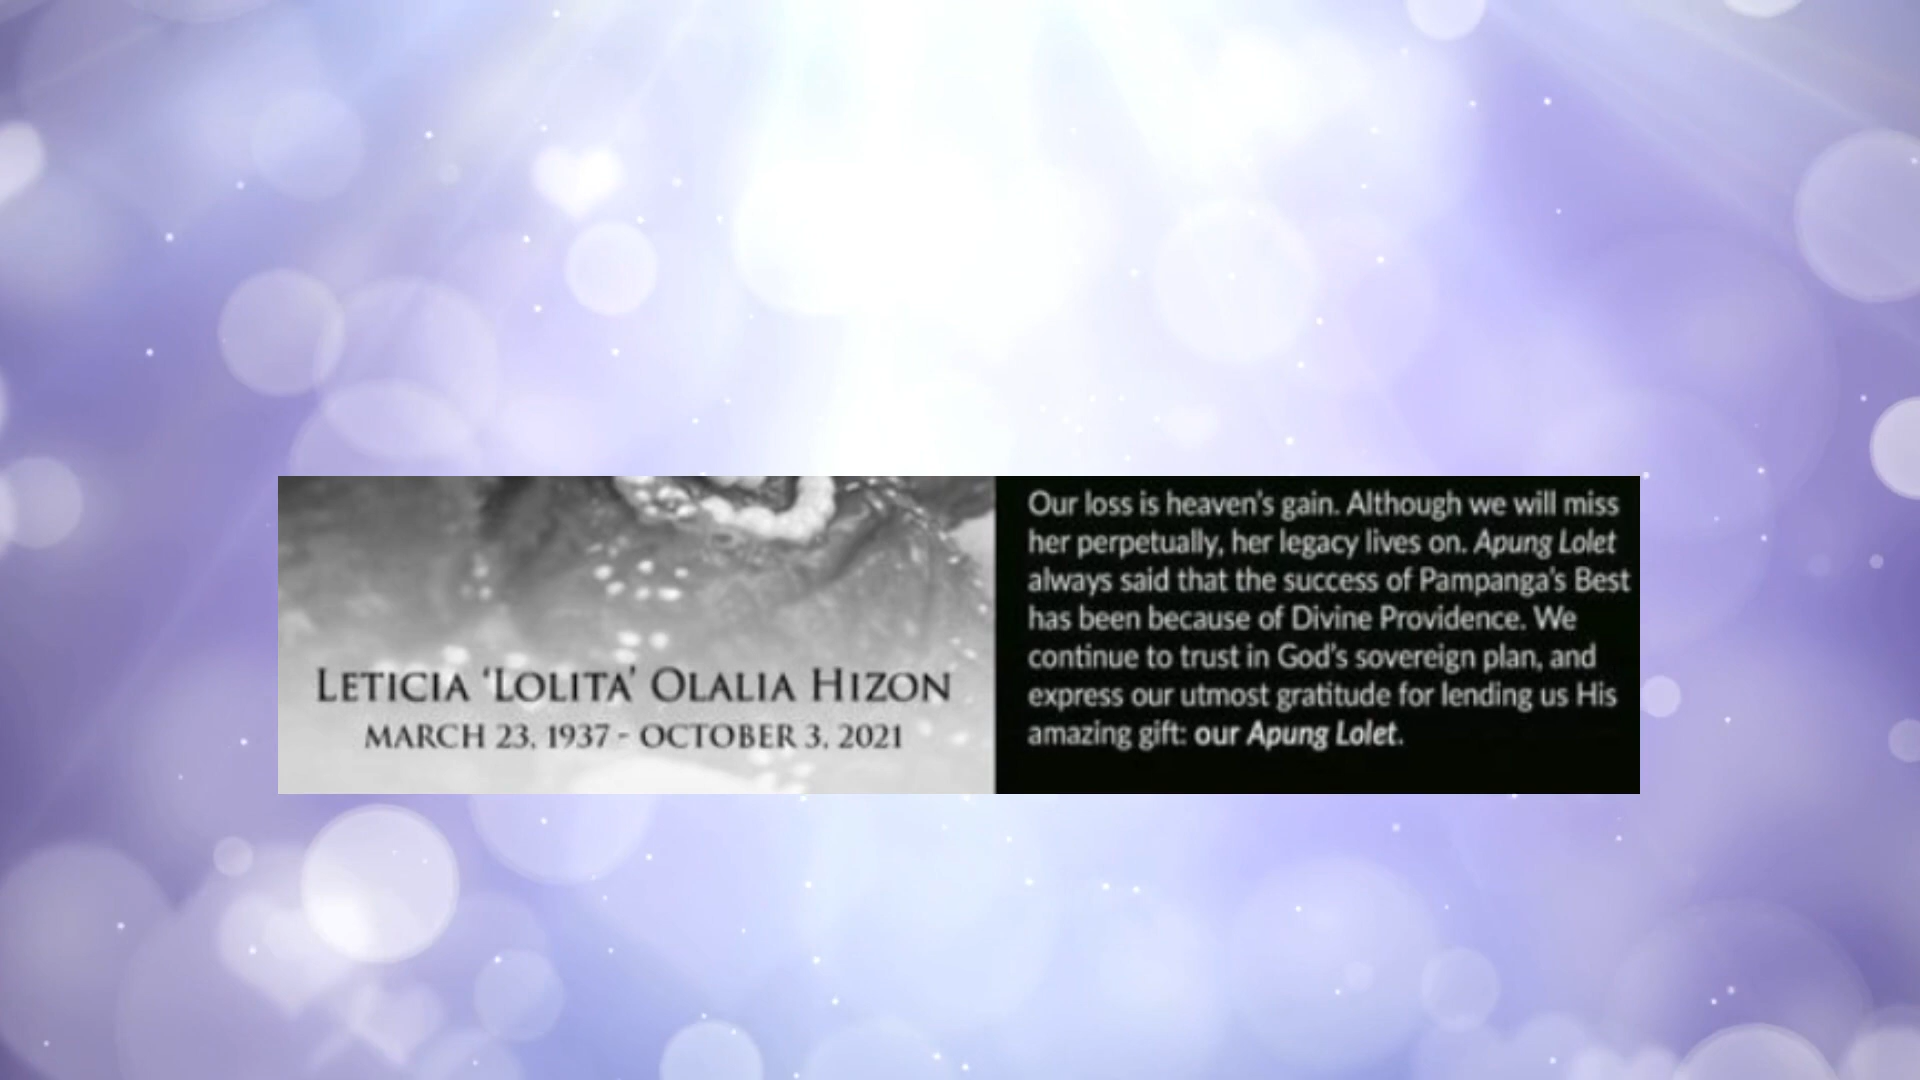 LETICIA ‘LOLITA’ OLALIA HIZON
MARCH 23, 1937 - OCTOBER 3, 2021
Our loss is heaven's gain. Although we will miss
her perpetually, her legacy lives on. Apung Lolet
always said that the success of Pampanga's Best
has been because of Divine Providence. We
continue to trust in God's sovereign plan, and
express our utmost gratitude for lending us His
amazing gift: our Apung Lolet.